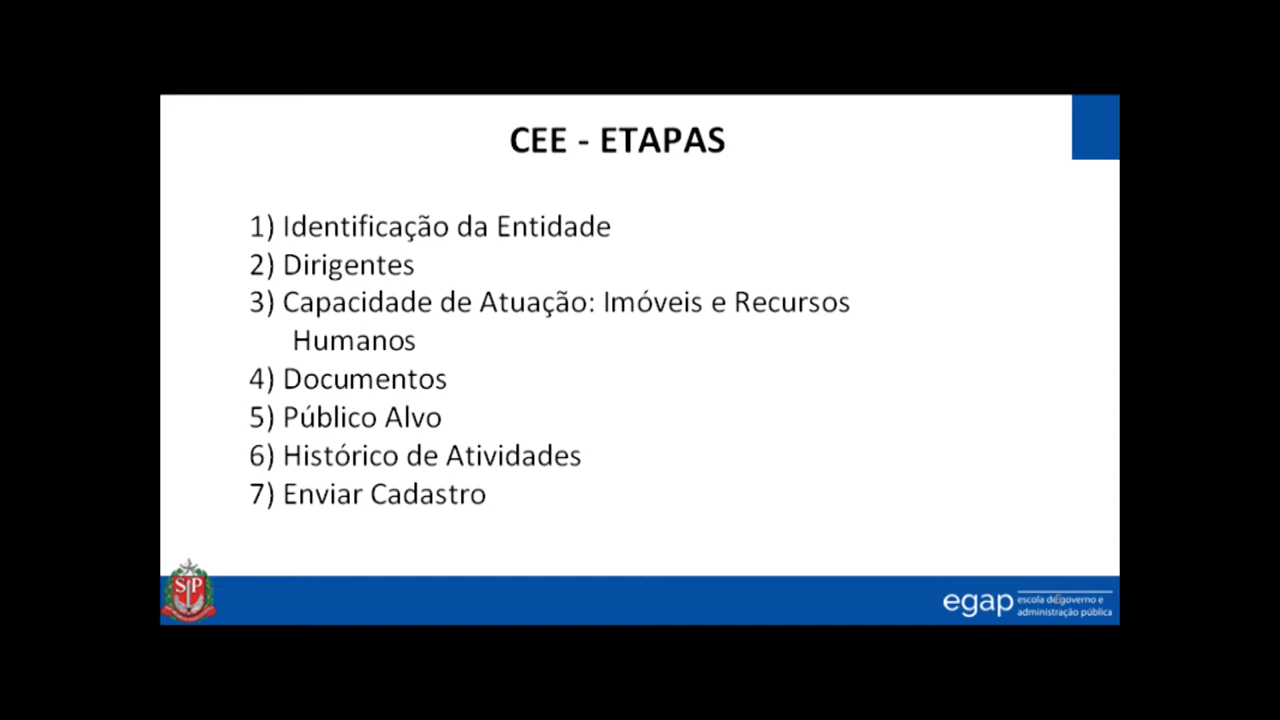 CEE - ETAPAS
1) Identificação da Entidade
2) Dirigentes
3) Capacidade de Atuação: Imóveis e Recursos
Humanos
4) Documentos
5) Público Alvo
6) Histórico de Atividades
7) Enviar Cadastro
SP
egap
escola de governo e
administração pública